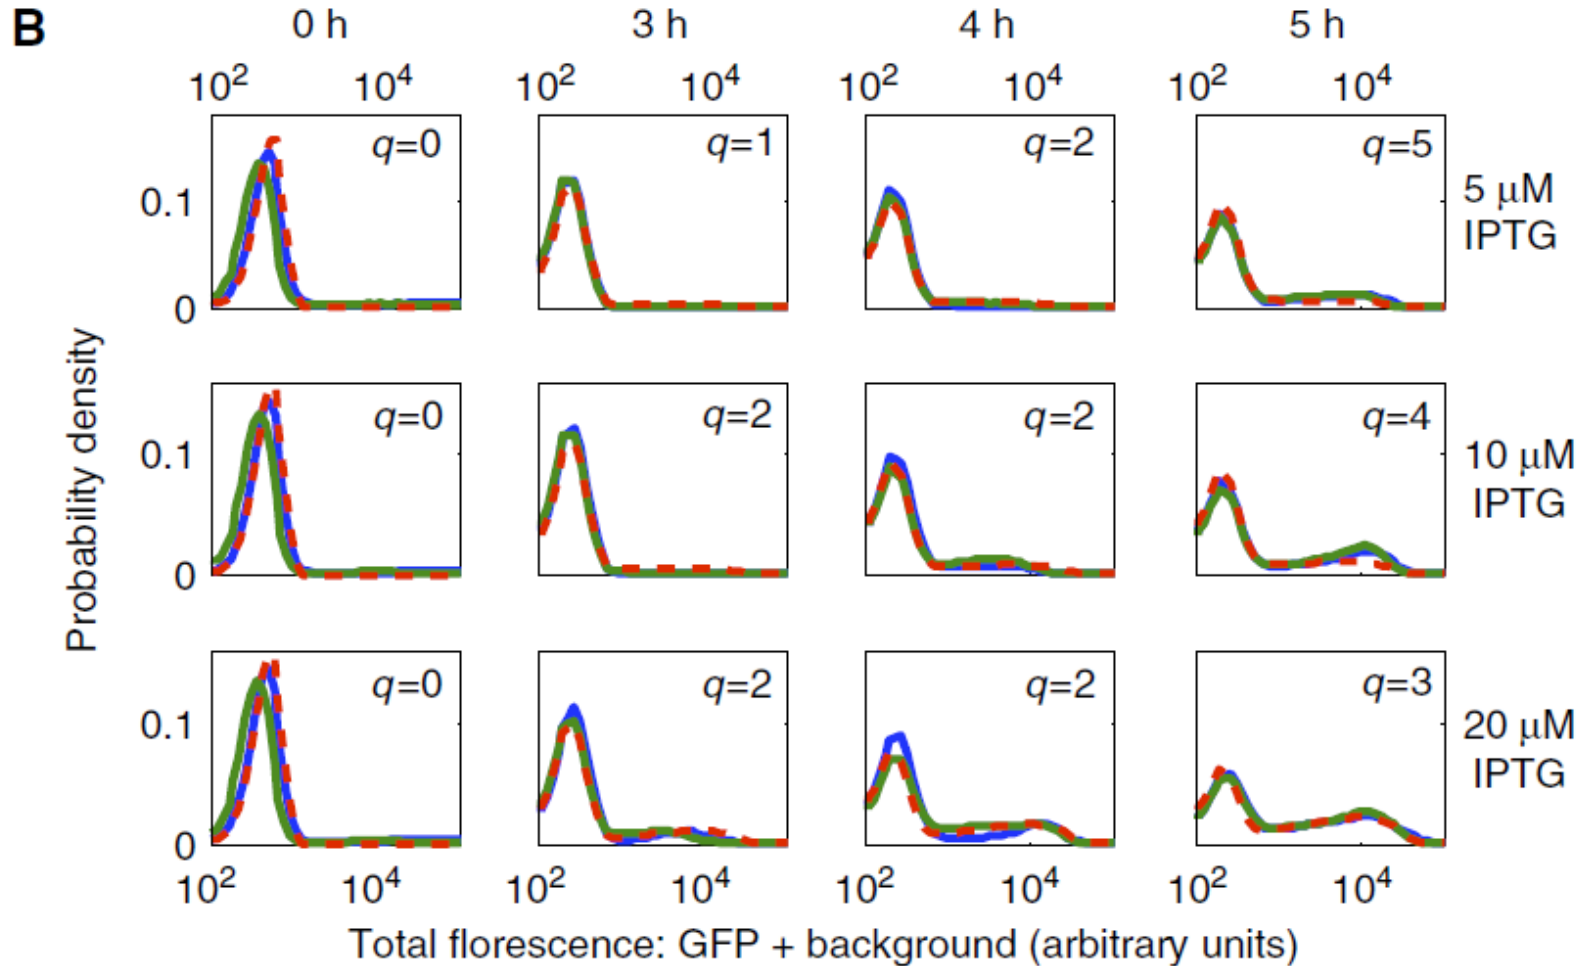 B
0 h 3 h 4 h 5 h
10² 10⁴ 10² 10⁴ 10² 10⁴ 10² 10⁴
q=0 q=1 q=2 q=5
0.1
0
5 μM
IPTG
q=0 q=2 q=2 q=4
0.1
0
10 μM
IPTG
q=0 q=2 q=2 q=3
0.1
0
20 μM
IPTG
10² 10⁴ 10² 10⁴ 10² 10⁴ 10² 10⁴
Probability density
Total florescence: GFP + background (arbitrary units)